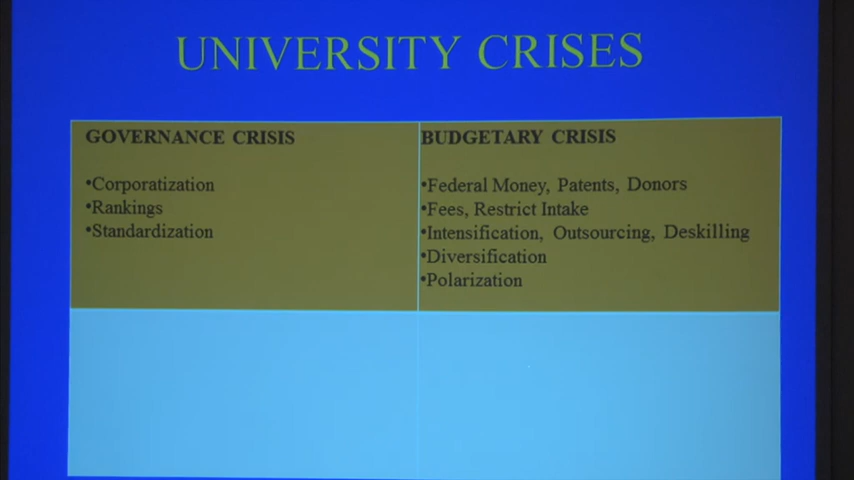 UNIVERSITY CRISES
GOVERNANCE CRISIS
•Corporatization
•Rankings
•Standardization
BUDGETARY CRISIS
•Federal Money, Patents, Donors
•Fees, Restrict Intake
•Intensification, Outsourcing, Deskilling
•Diversification
•Polarization